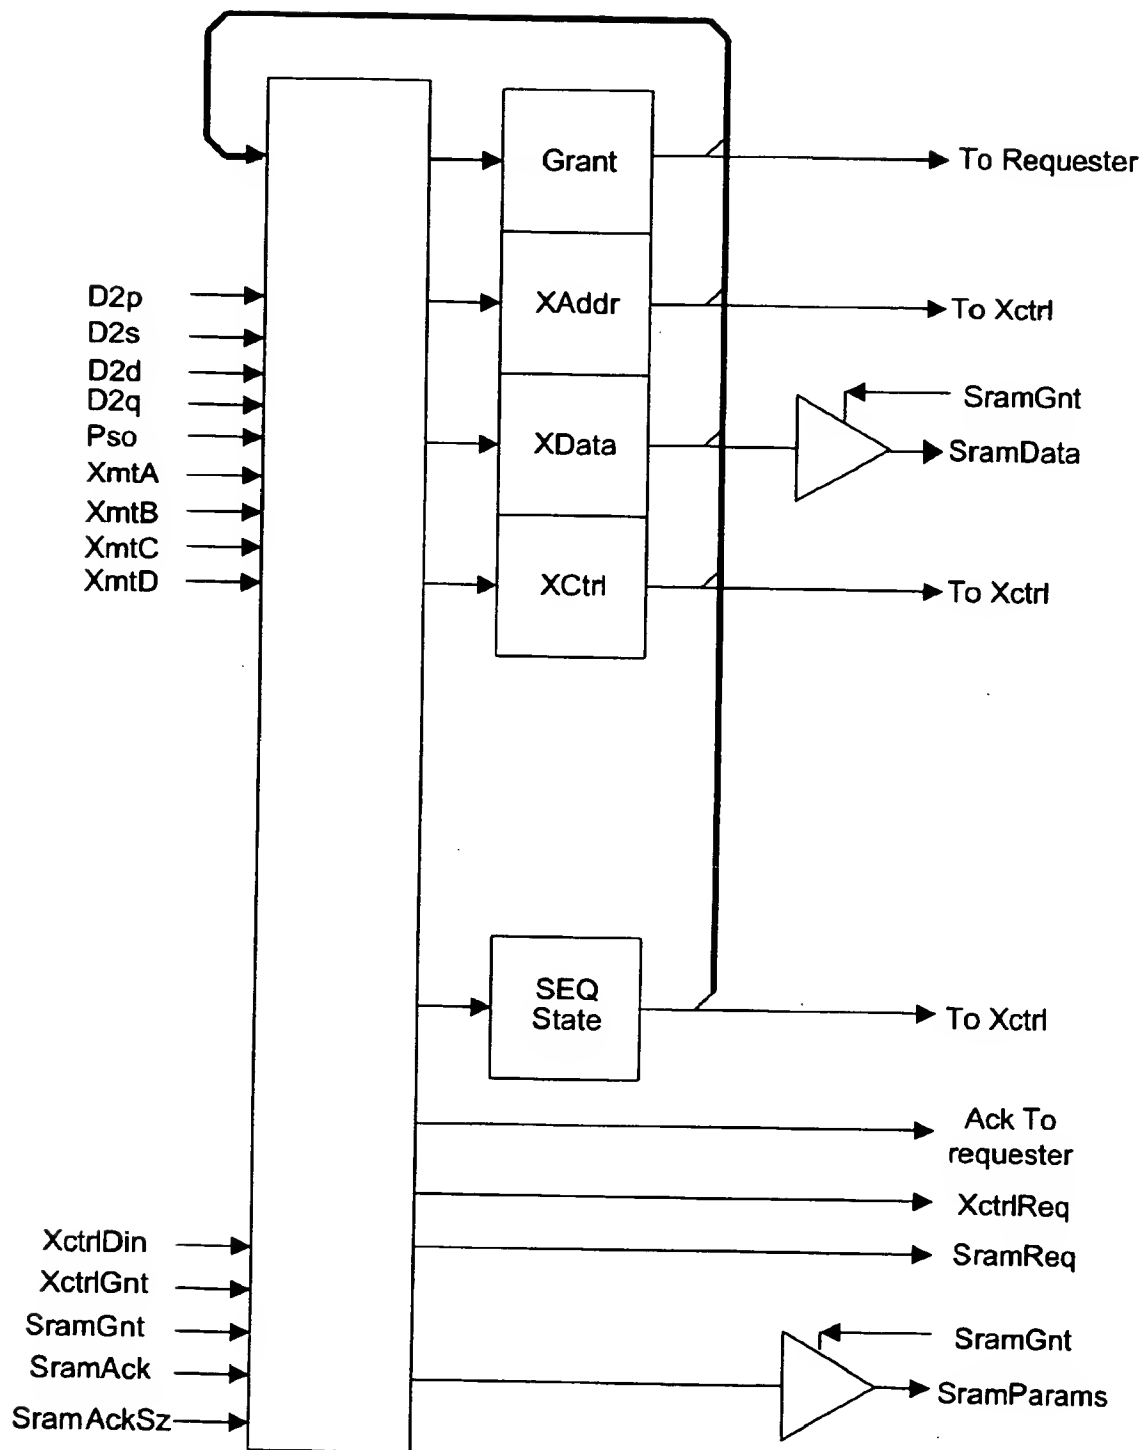 Grant
To Requester
D2p
XAddr
To Xctrl
D2s
D2d
D2q
SramGnt
Pso
XData
SramData
XmtA
XmtB
XmtC
XmtD
XCtrl
To Xctrl
SEQ
State
To Xctrl
Ack To
requester
XctrlReq
XctrlDin
SramReq
XctrlGnt
SramGnt
SramGnt
SramAck
SramParams
SramAckSz